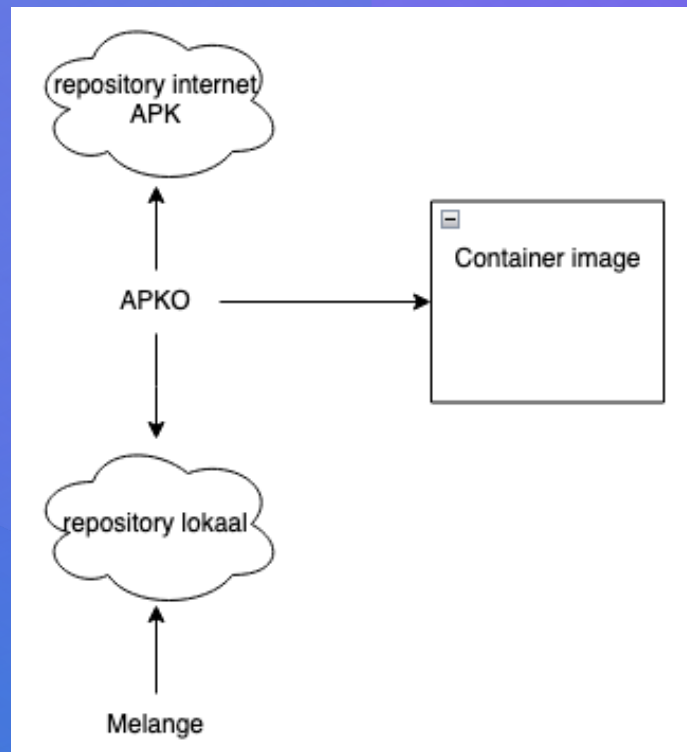 repository internet
APK
Container image
APKO
repository lokaal
Melange